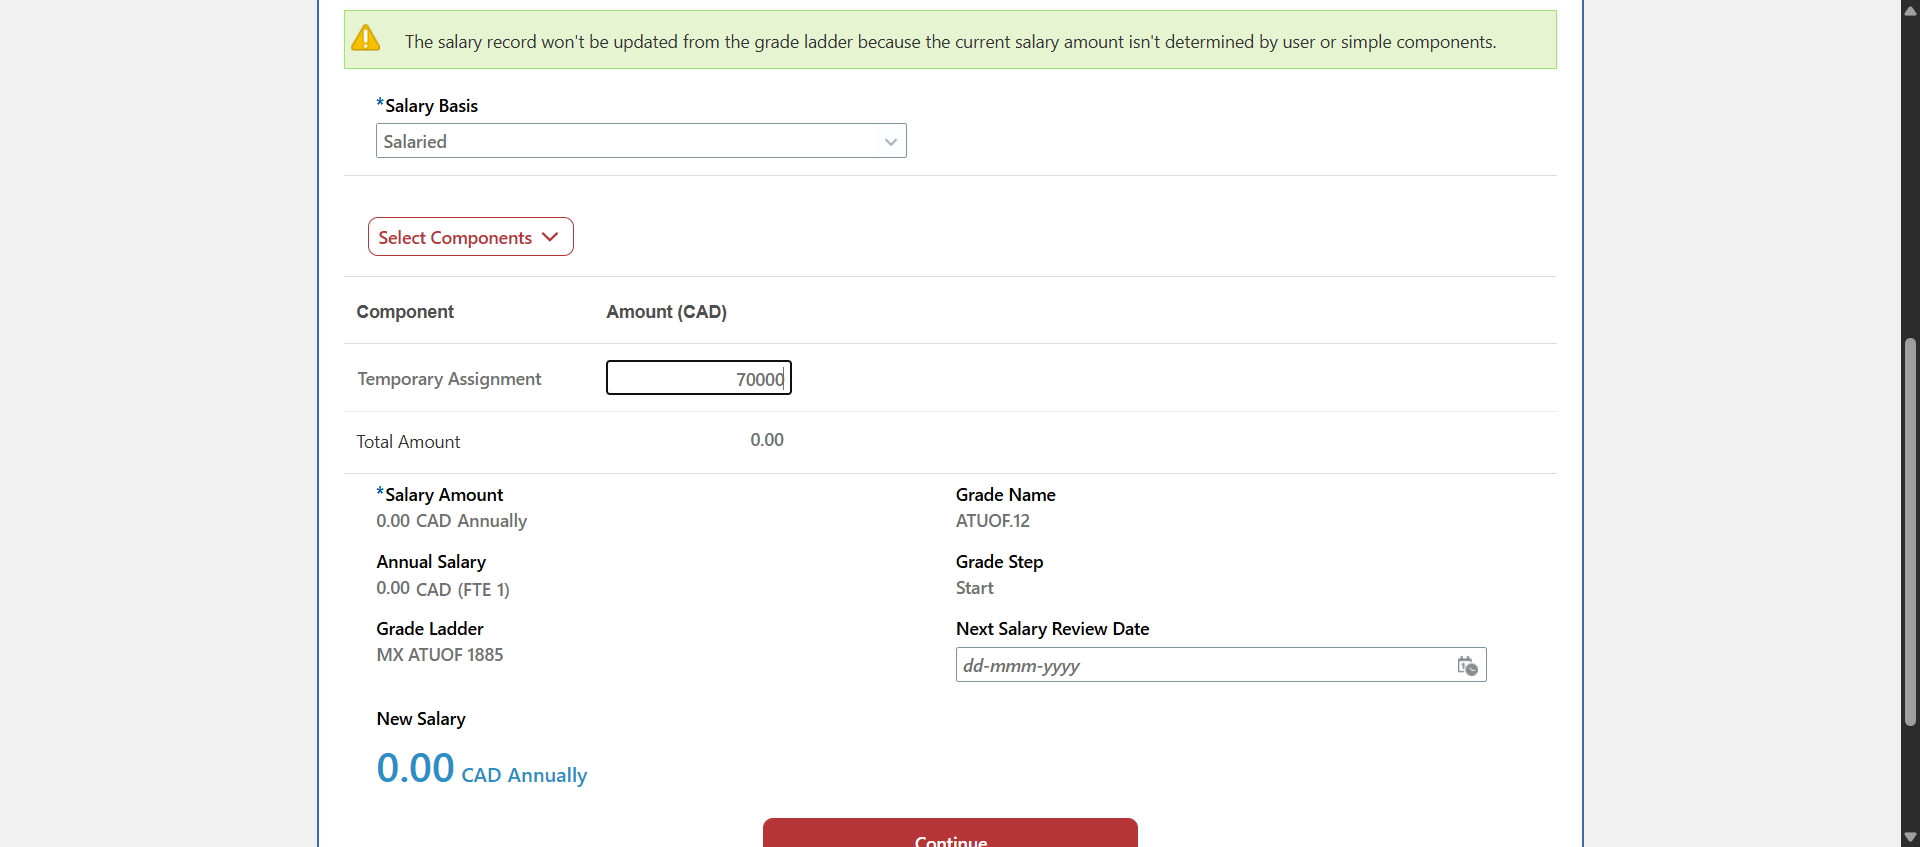 The salary record won't be updated from the grade ladder because the current salary amount isn't determined by user or simple components.
*Salary Basis
Salaried
Select Components
Component Amount (CAD)
Temporary Assignment 70000
Total Amount 0.00
*Salary Amount
0.00 CAD Annually
Grade Name
ATUOF.12
Annual Salary
0.00 CAD (FTE 1)
Grade Step
Start
Grade Ladder
MX ATUOF 1885
Next Salary Review Date
dd-mmm-yyyy
New Salary
0.00 CAD Annually
Continue